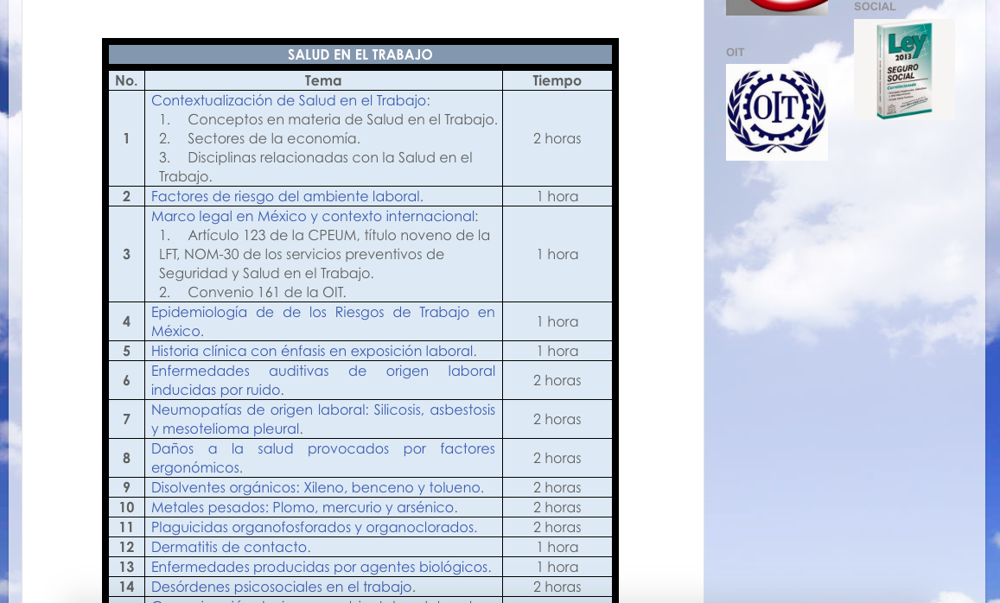 SOCIAL
OIT
Ley
2013
SEGURO
SOCIAL
OIT
SALUD EN EL TRABAJO
No. Tema Tiempo
Contextualización de Salud en el Trabajo:
1. Conceptos en materia de Salud en el Trabajo.
1 2. Sectores de la economía. 2 horas
3. Disciplinas relacionadas con la Salud en el
Trabajo.
2 Factores de riesgo del ambiente laboral. 1 hora
Marco legal en México y contexto internacional:
1. Artículo 123 de la CPEUM, título noveno de la
3 LFT, NOM-30 de los servicios preventivos de 1 hora
Seguridad y Salud en el Trabajo.
2. Convenio 161 de la OIT.
4 Epidemiología de de los Riesgos de Trabajo en 1 hora
México.
5 Historia clínica con énfasis en exposición laboral. 1 hora
6 Enfermedades auditivas de origen laboral 2 horas
inducidas por ruido.
7 Neumopatías de origen laboral: Silicosis, asbestosis 2 horas
y mesotelioma pleural.
8 Daños a la salud provocados por factores 2 horas
ergonómicos.
9 Disolventes orgánicos: Xileno, benceno y tolueno. 2 horas
10 Metales pesados: Plomo, mercurio y arsénico. 2 horas
11 Plaguicidas organofosforados y organoclorados. 2 horas
12 Dermatitis de contacto. 1 hora
13 Enfermedades producidas por agentes biológicos. 1 hora
14 Desórdenes psicosociales en el trabajo. 2 horas